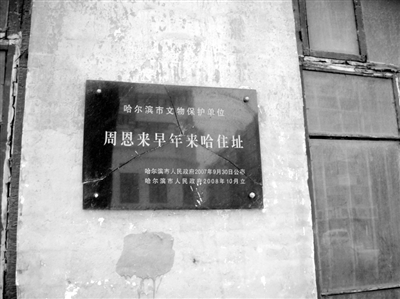 哈尔滨市文物保护单位
周恩来早年来哈住址
哈尔滨市人民政府2007年9月30日公布
哈尔滨市人民政府2008年10月立